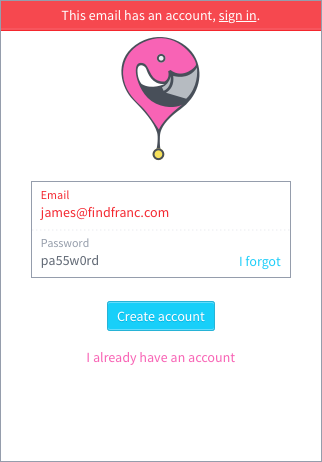 This email has an account, sign in.
Email
james@findfranc.com
Password
pa55w0rd
I forgot
Create account
I already have an account